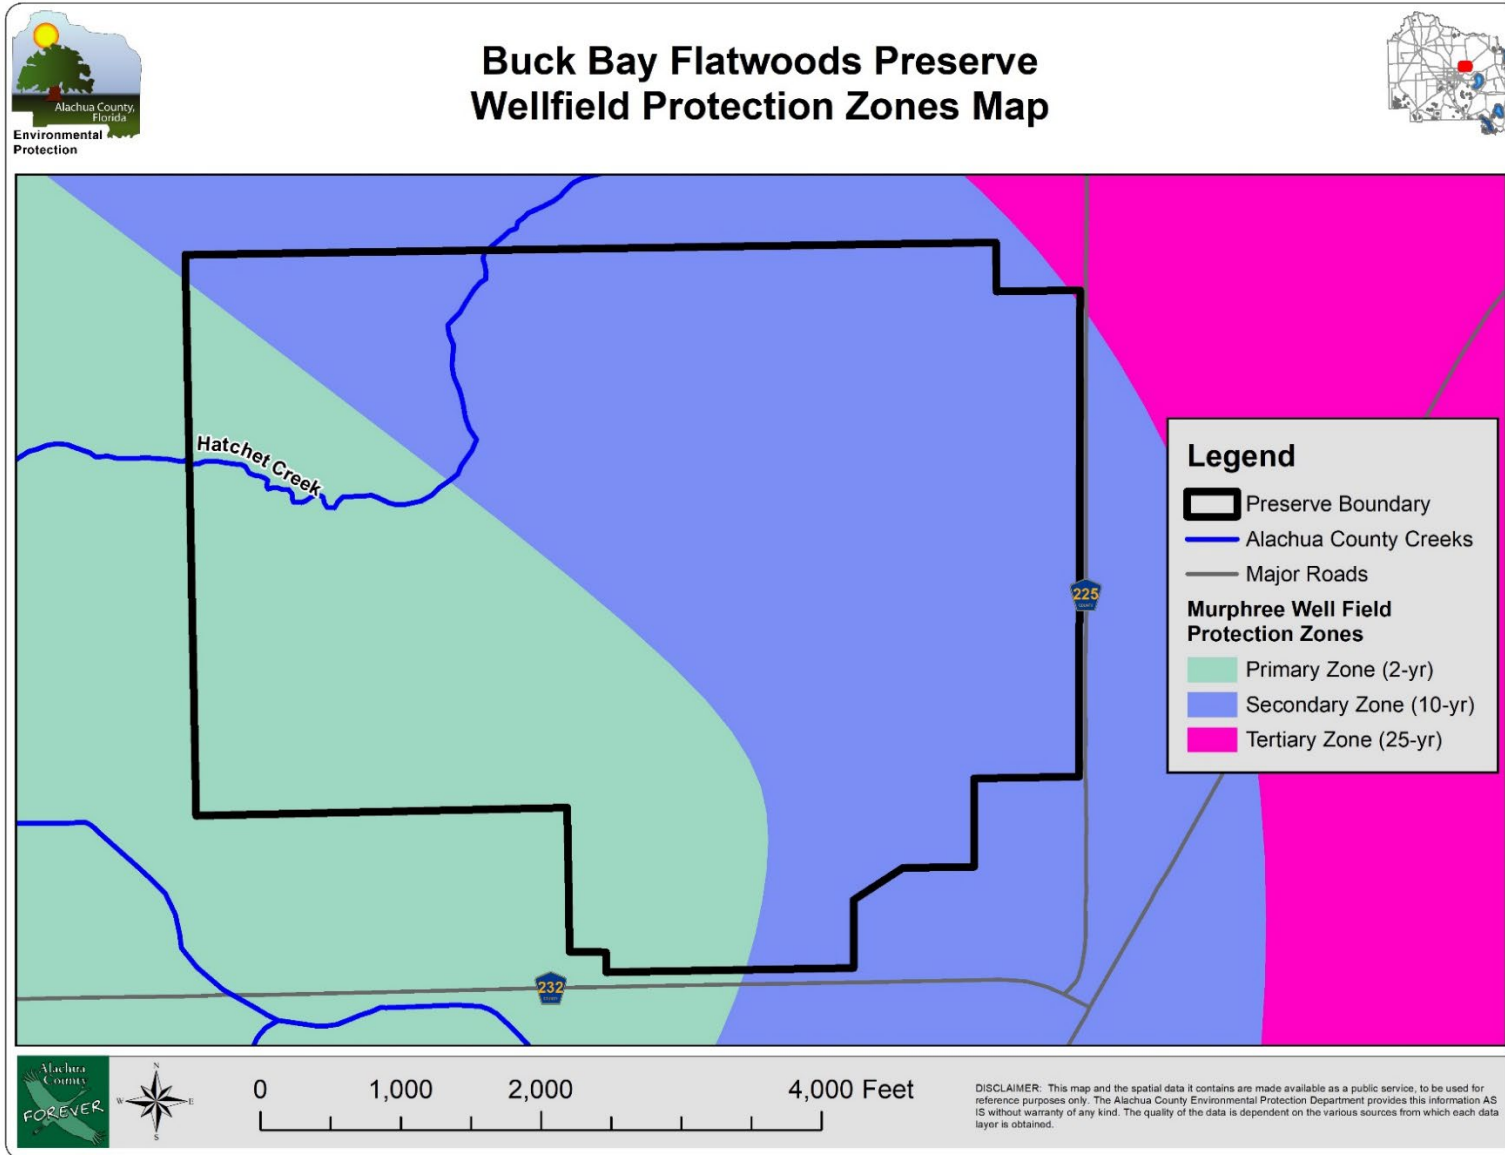 Buck Bay Flatwoods Preserve
Wellfield Protection Zones Map
Alachua County,
Florida
Environmental
Protection
Hatchet Creek
225
COUNTY
232
COUNTY
Legend
Preserve Boundary
Alachua County Creeks
Major Roads
Murphree Well Field
Protection Zones
Primary Zone (2-yr)
Secondary Zone (10-yr)
Tertiary Zone (25-yr)
Alachua
County
FOREVER
N
W
E
S
0 1,000 2,000 4,000 Feet
DISCLAIMER: This map and the spatial data it contains are made available as a public service, to be used for
reference purposes only. The Alachua County Environmental Protection Department provides this information AS
IS without warranty of any kind. The quality of the data is dependent on the various sources from which each data
layer is obtained.